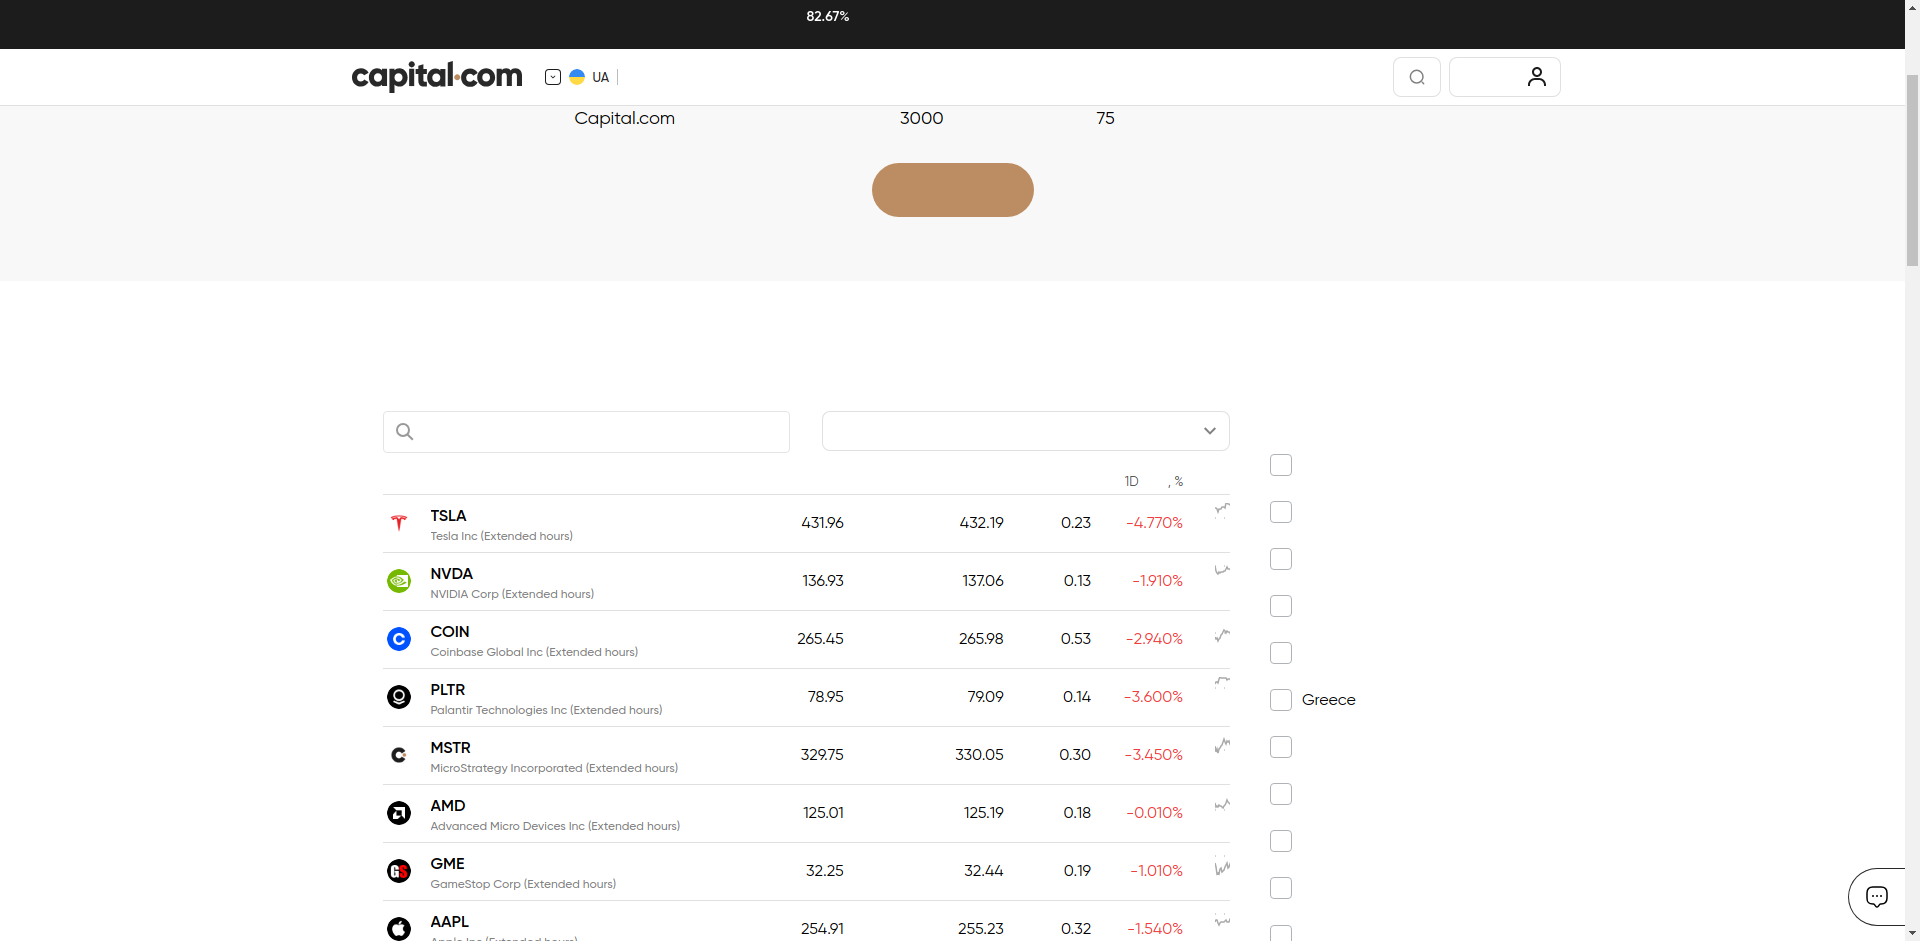 82.67%
capital.com
UA
Capital.com 3000 75
1D , %
TSLA
Tesla Inc (Extended hours)
431.96 432.19 0.23 -4.770%
NVDA
NVIDIA Corp (Extended hours)
136.93 137.06 0.13 -1.910%
COIN
Coinbase Global Inc (Extended hours)
265.45 265.98 0.53 -2.940%
PLTR
Palantir Technologies Inc (Extended hours)
78.95 79.09 0.14 -3.600%
MSTR
MicroStrategy Incorporated (Extended hours)
329.75 330.05 0.30 -3.450%
Greece
AMD
Advanced Micro Devices Inc (Extended hours)
125.01 125.19 0.18 -0.010%
GME
GameStop Corp (Extended hours)
32.25 32.44 0.19 -1.010%
AAPL
Apple Inc (Extended hours)
254.91 255.23 0.32 -1.540%